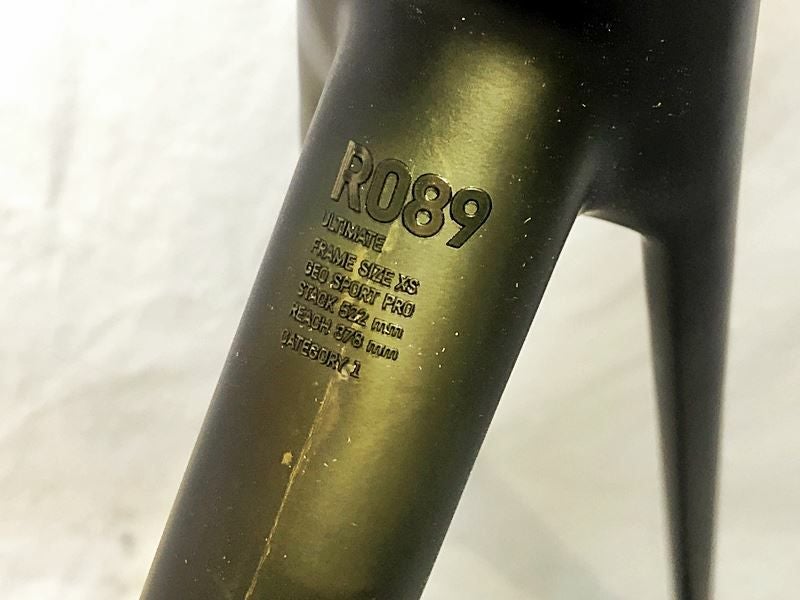 R089
ULTIMATE
FRAME SIZE XS
GEO SPORT PRO
STACK 522 mm
REACH 378 mm
CATEGORY 1